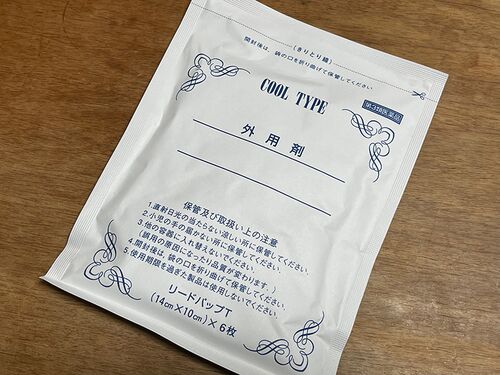 (きりとり線)
開封後は、袋の口を折り曲げて保管してください。
COOL TYPE
第3類医薬品
外用剤
保管及び取扱い上の注意
1.直射日光の当たらない涼しい所に保管してください。
2.小児の手の届かない所に保管してください。
3.他の容器に入れ替えないでください。
(誤用の原因になったり品質が変わります。)
4.開封後は、袋の口を折り曲げて保管してください。
5.使用期限を過ぎた製品は使用しないでください。
リードパップT
(14cm×10cm)×6枚